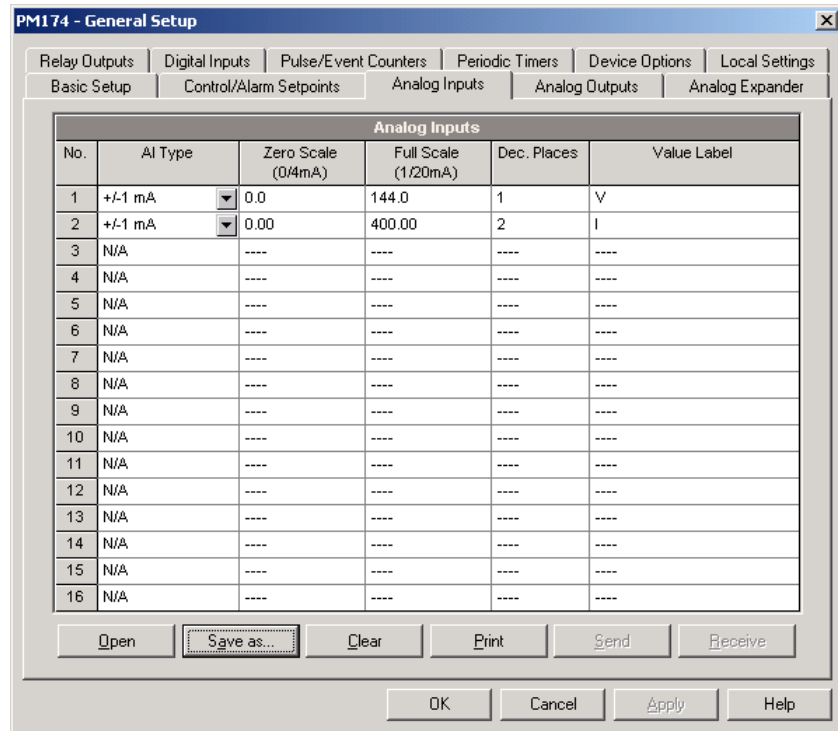 PM174 - General Setup
Relay Outputs Digital Inputs Pulse/Event Counters Periodic Timers Device Options Local Settings
Basic Setup Control/Alarm Setpoints Analog Inputs Analog Outputs Analog Expander
Analog Inputs
No. AI Type Zero Scale (0/4mA) Full Scale (1/20mA) Dec. Places Value Label
1 +/-1 mA 0.0 144.0 1 V
2 +/-1 mA 0.00 400.00 2 I
3 N/A ---- ---- ---- ----
4 N/A ---- ---- ---- ----
5 N/A ---- ---- ---- ----
6 N/A ---- ---- ---- ----
7 N/A ---- ---- ---- ----
8 N/A ---- ---- ---- ----
9 N/A ---- ---- ---- ----
10 N/A ---- ---- ---- ----
11 N/A ---- ---- ---- ----
12 N/A ---- ---- ---- ----
13 N/A ---- ---- ---- ----
14 N/A ---- ---- ---- ----
15 N/A ---- ---- ---- ----
16 N/A ---- ---- ---- ----
Open Save as... Clear Print Send Receive
OK Cancel Apply Help